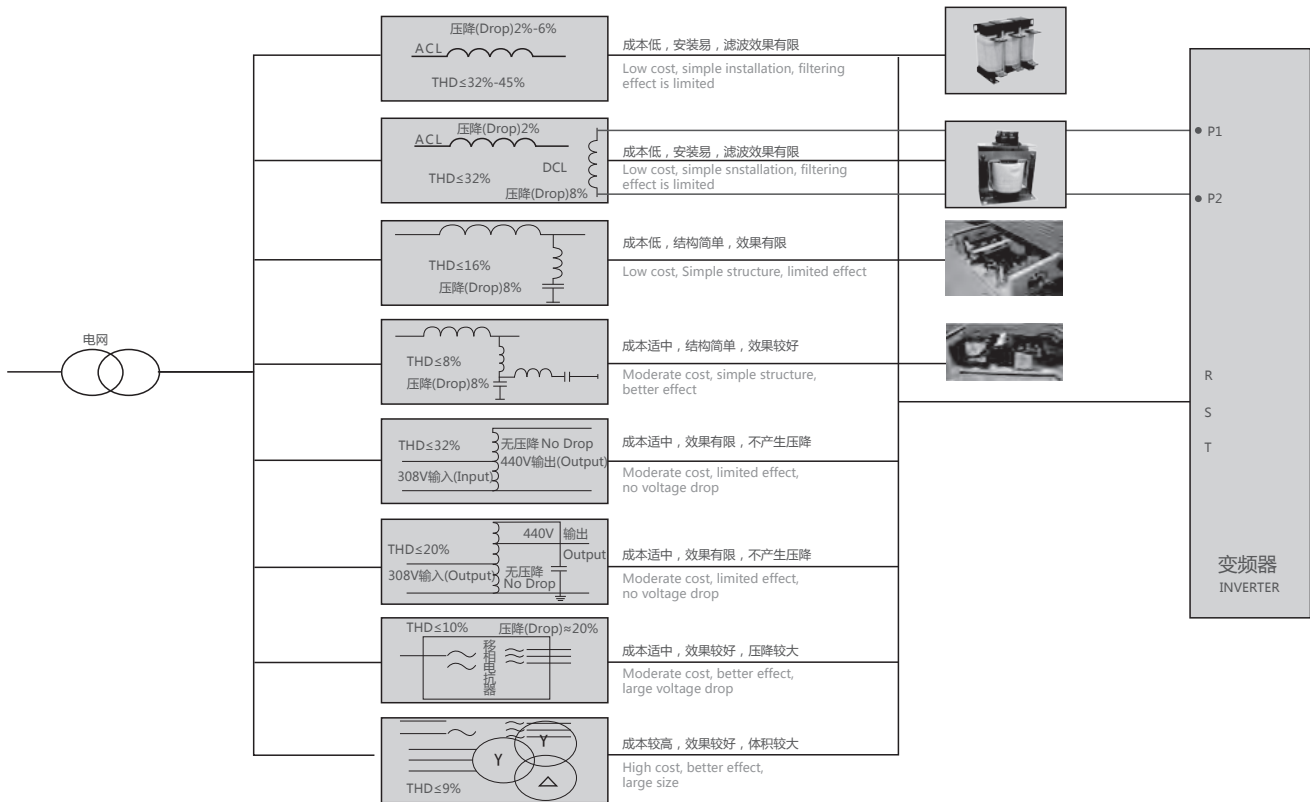 压降(Drop)2%-6%
ACL
THD≤32%-45%
成本低，安装易，滤波效果有限
Low cost, simple installation, filtering
effect is limited
压降(Drop)2%
ACL
DCL
THD≤32%
压降(Drop)8%
成本低，安装易，滤波效果有限
Low cost, simple snstallation, filtering
effect is limited
P1
P2
THD≤16%
压降(Drop)8%
成本低，结构简单，效果有限
Low cost, Simple structure, limited effect
电网
THD≤8%
压降(Drop)8%
成本适中，结构简单，效果较好
Moderate cost, simple structure,
better effect
R
S
T
THD≤32%
无压降No Drop
440V输出(Output)
308V输入(Input)
成本适中，效果有限，不产生压降
Moderate cost, limited effect,
no voltage drop
440V 输出
Output
THD≤20%
308V输入(Output)
无压降
No Drop
成本适中，效果有限，不产生压降
Moderate cost, limited effect,
no voltage drop
变频器
INVERTER
THD≤10%
压降(Drop)≈20%
移相电抗器
成本适中，效果较好，压降较大
Moderate cost, better effect,
large voltage drop
Y
Y
△
THD≤9%
成本较高，效果较好，体积较大
High cost, better effect,
large size